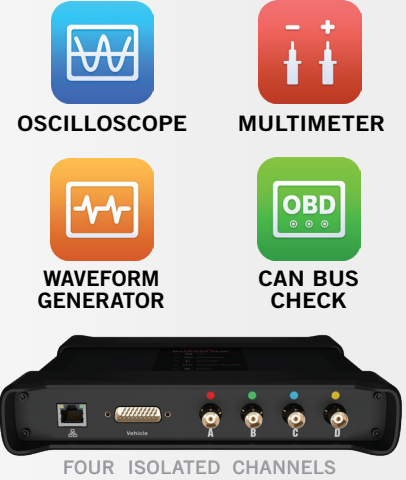 OSCILLOSCOPE
MULTIMETER
OBD
WAVEFORM
GENERATOR
CAN BUS
CHECK
Vehicle
A
B
C
D
FOUR ISOLATED CHANNELS